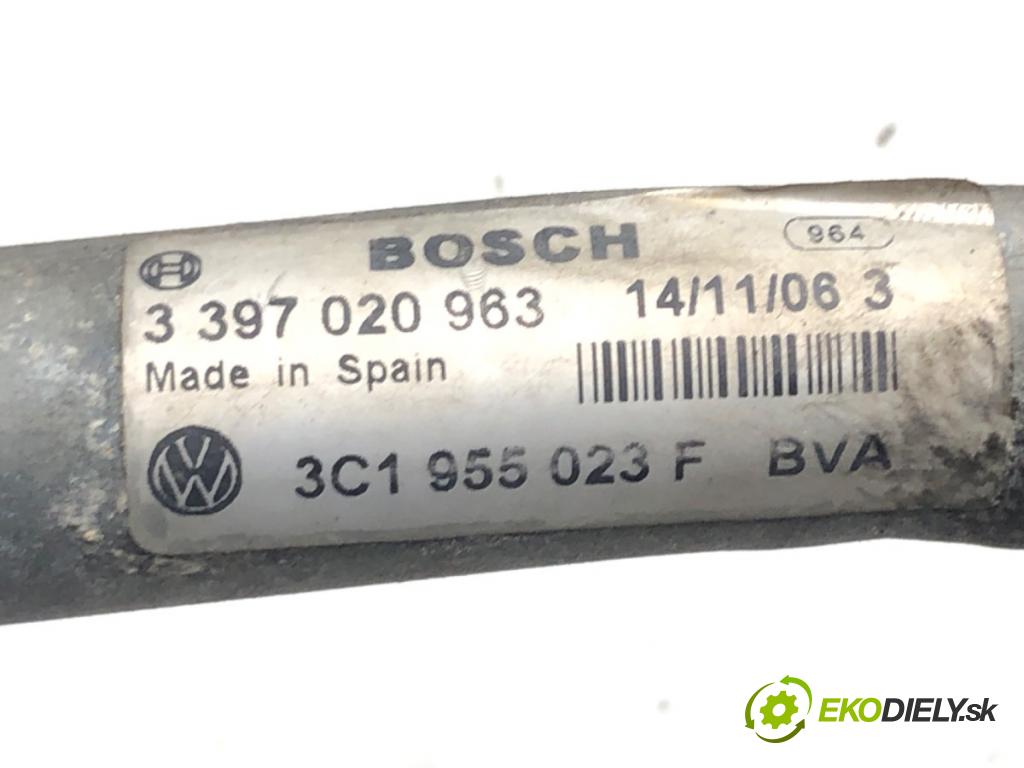 BOSCH 964
3 397 020 963 14/11/06 3
Made in Spain
3C1 955 023 F BVA
EKODIELY.sk